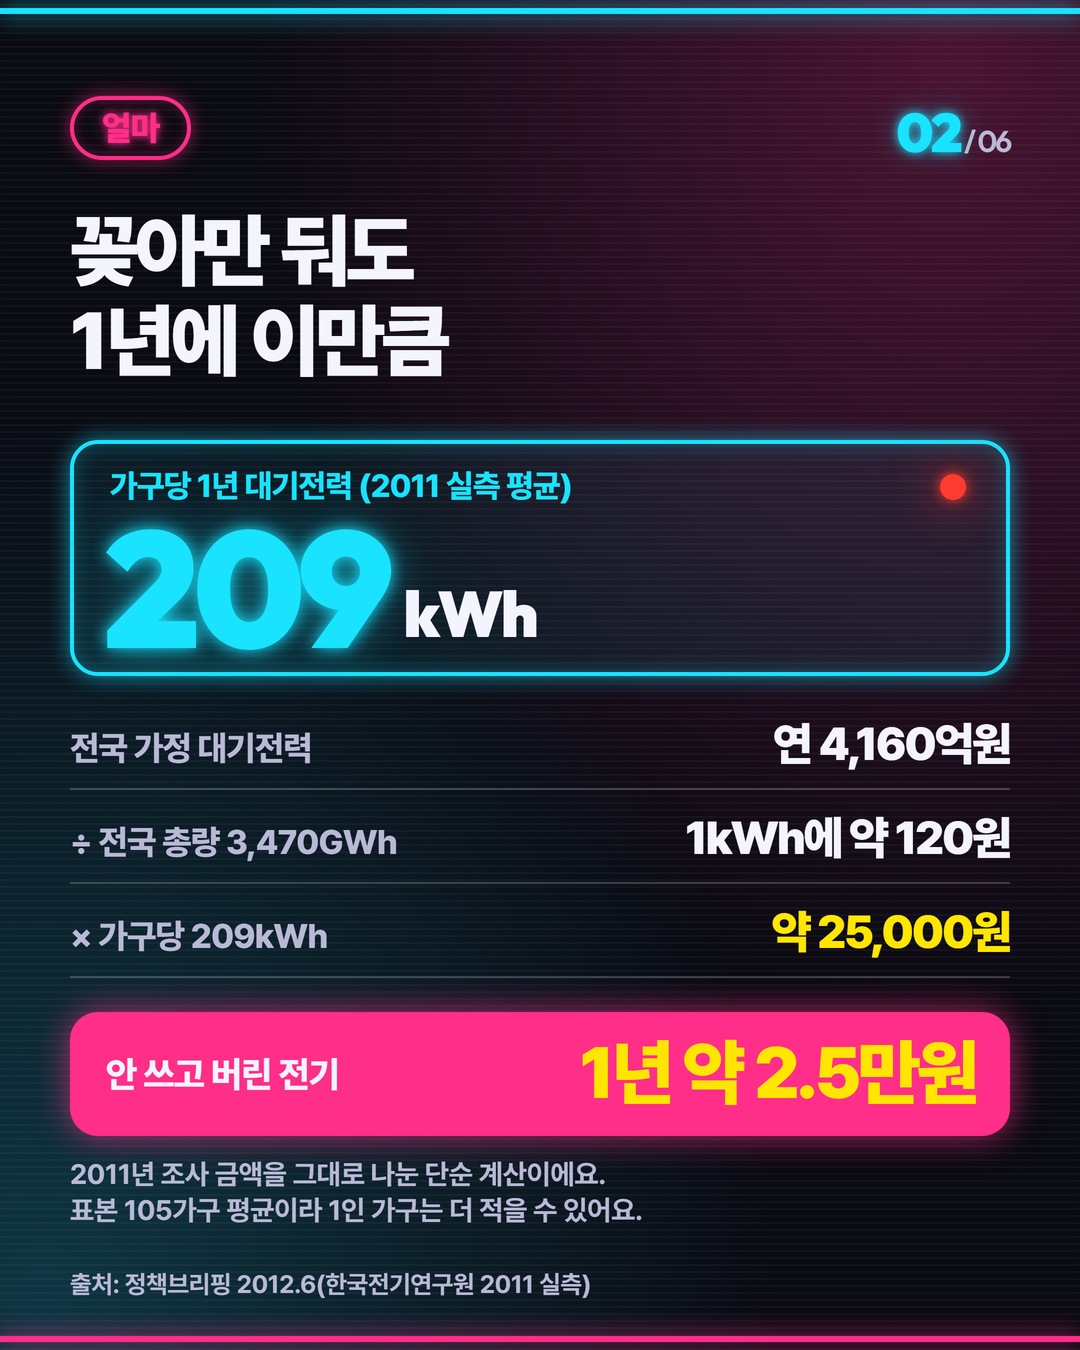 얼마
02/06
꽂아만 둬도
1년에 이만큼
가구당 1년 대기전력 (2011 실측 평균)
209 kWh
전국 가정 대기전력 연 4,160억원
÷ 전국 총량 3,470GWh 1kWh에 약 120원
× 가구당 209kWh 약 25,000원
안 쓰고 버린 전기 1년 약 2.5만원
2011년 조사 금액을 그대로 나눈 단순 계산이에요.
표본 105가구 평균이라 1인 가구는 더 적을 수 있어요.
출처: 정책브리핑 2012.6(한국전기연구원 2011 실측)